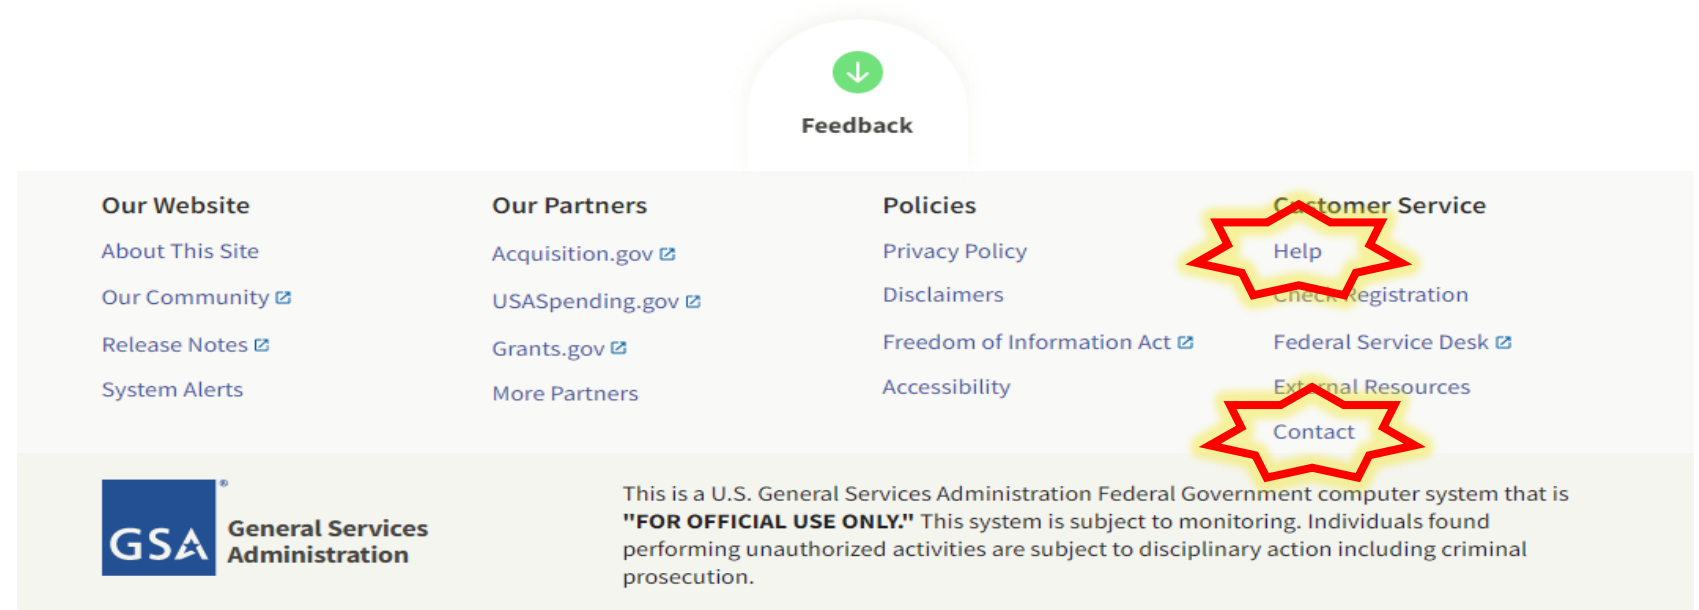 Feedback
Our Website
About This Site
Our Community
Release Notes
System Alerts
Our Partners
Acquisition.gov
USASpending.gov
Grants.gov
More Partners
Policies
Privacy Policy
Disclaimers
Freedom of Information Act
Accessibility
Customer Service
Help
Check Registration
Federal Service Desk
External Resources
Contact
GSA
®
General Services
Administration
This is a U.S. General Services Administration Federal Government computer system that is
"FOR OFFICIAL USE ONLY." This system is subject to monitoring. Individuals found
performing unauthorized activities are subject to disciplinary action including criminal
prosecution.